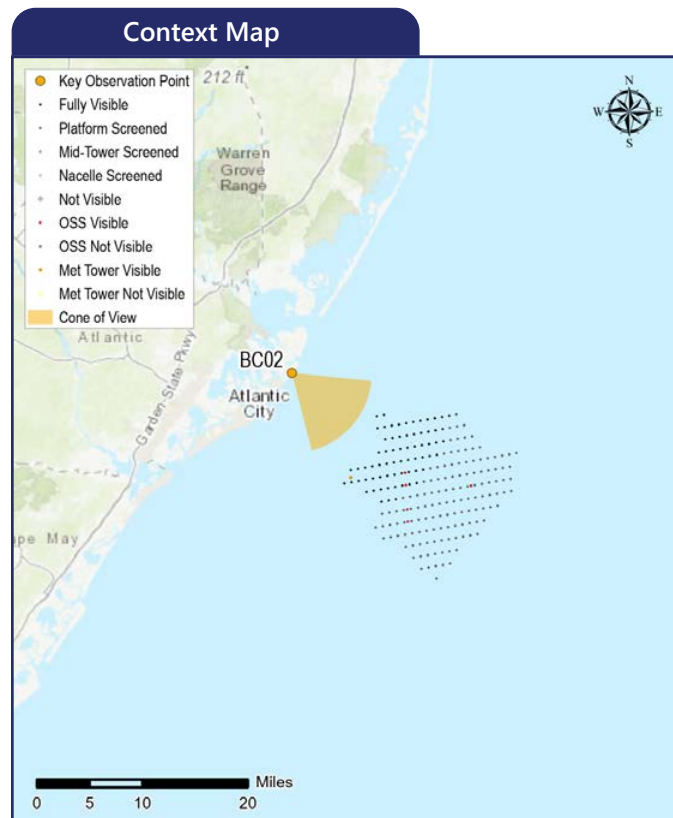 Context Map
Key Observation Point
Fully Visible
Platform Screened
Mid-Tower Screened
Nacelle Screened
Not Visible
OSS Visible
OSS Not Visible
Met Tower Visible
Met Tower Not Visible
Cone of View
212 ft
Warren
Grove
Range
N
W E
S
Atlantic
Garden State Pkwy
BC02
Atlantic
City
ape May
Miles
0 5 10 20